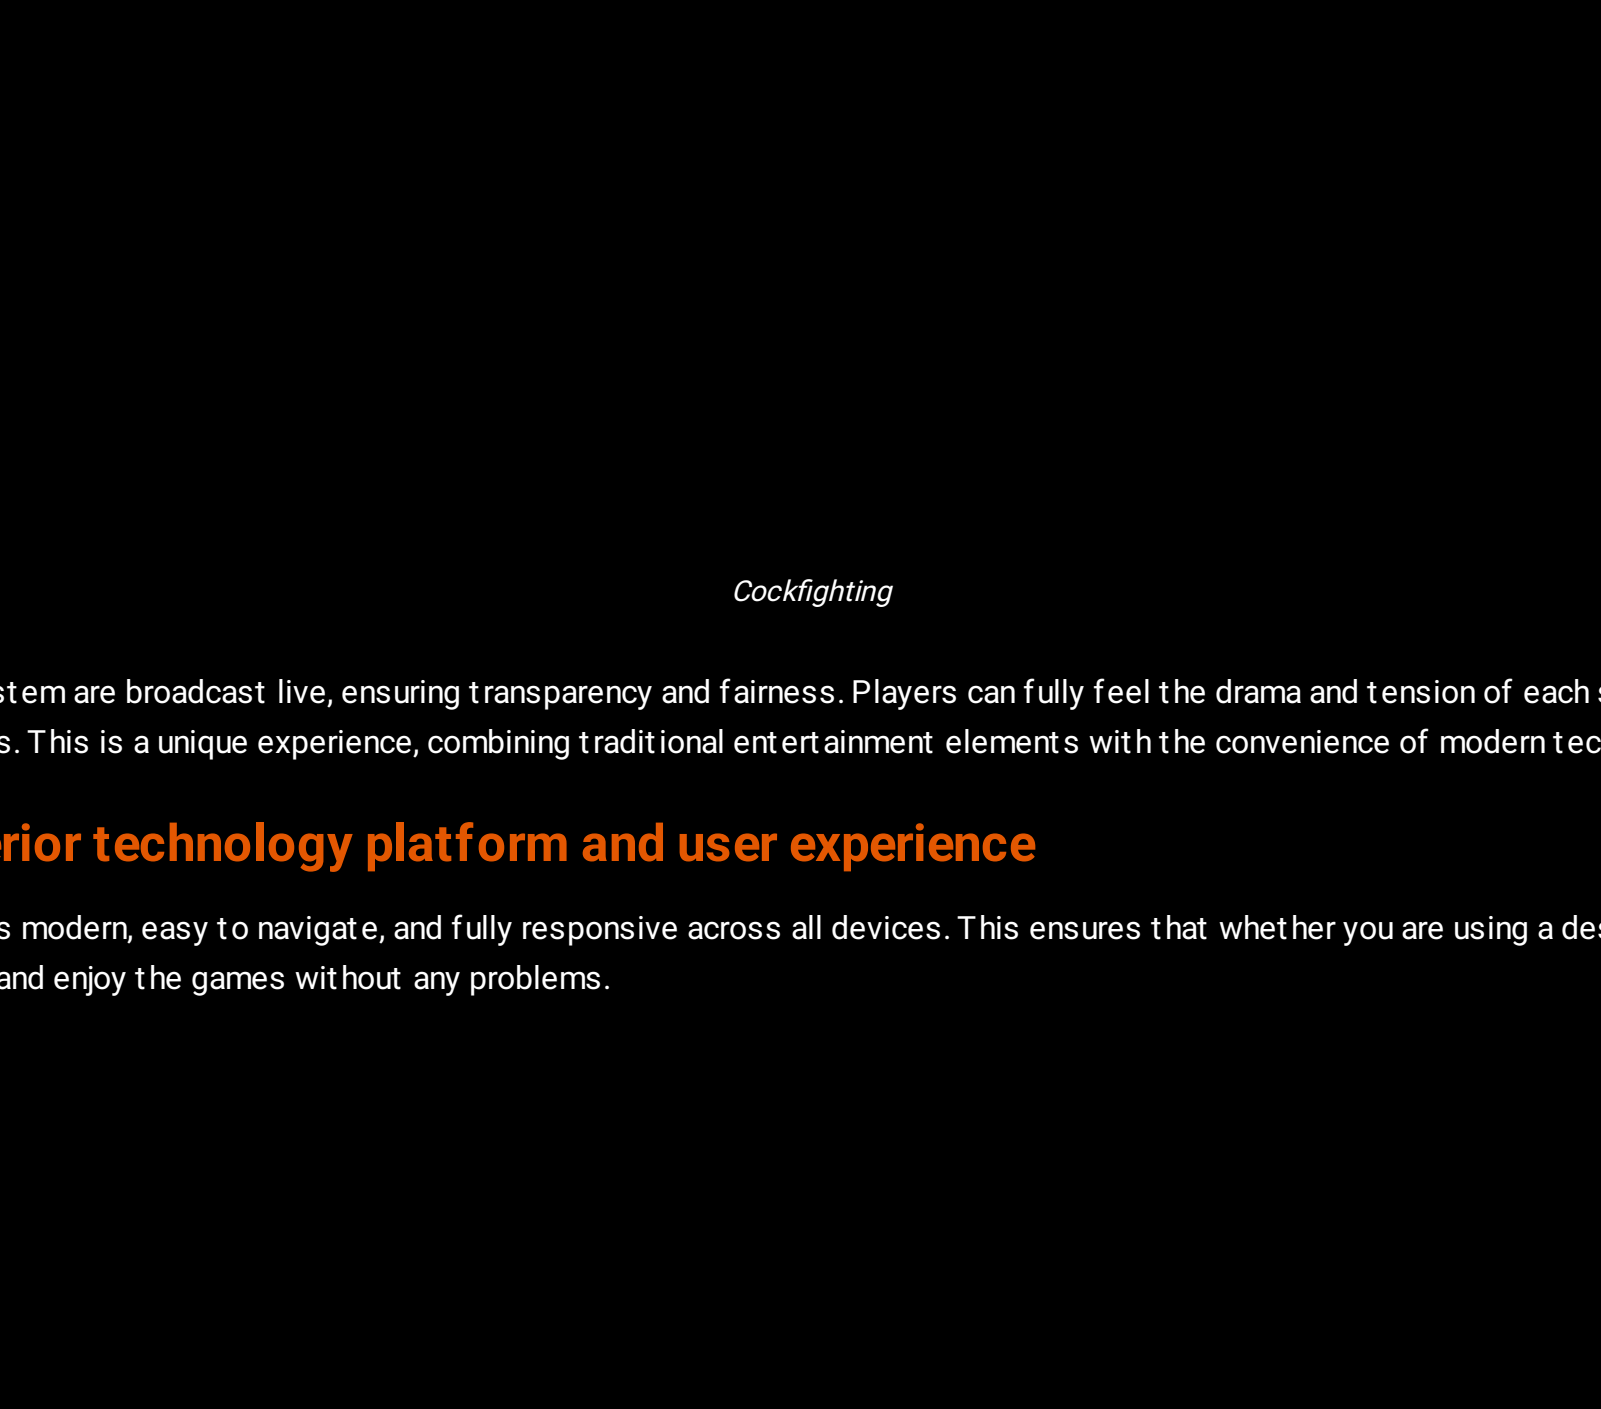 Cockfighting
stem are broadcast live, ensuring transparency and fairness. Players can fully feel the drama and tension of each
s. This is a unique experience, combining traditional entertainment elements with the convenience of modern tec
erior technology platform and user experience
s modern, easy to navigate, and fully responsive across all devices. This ensures that whether you are using a des
and enjoy the games without any problems.